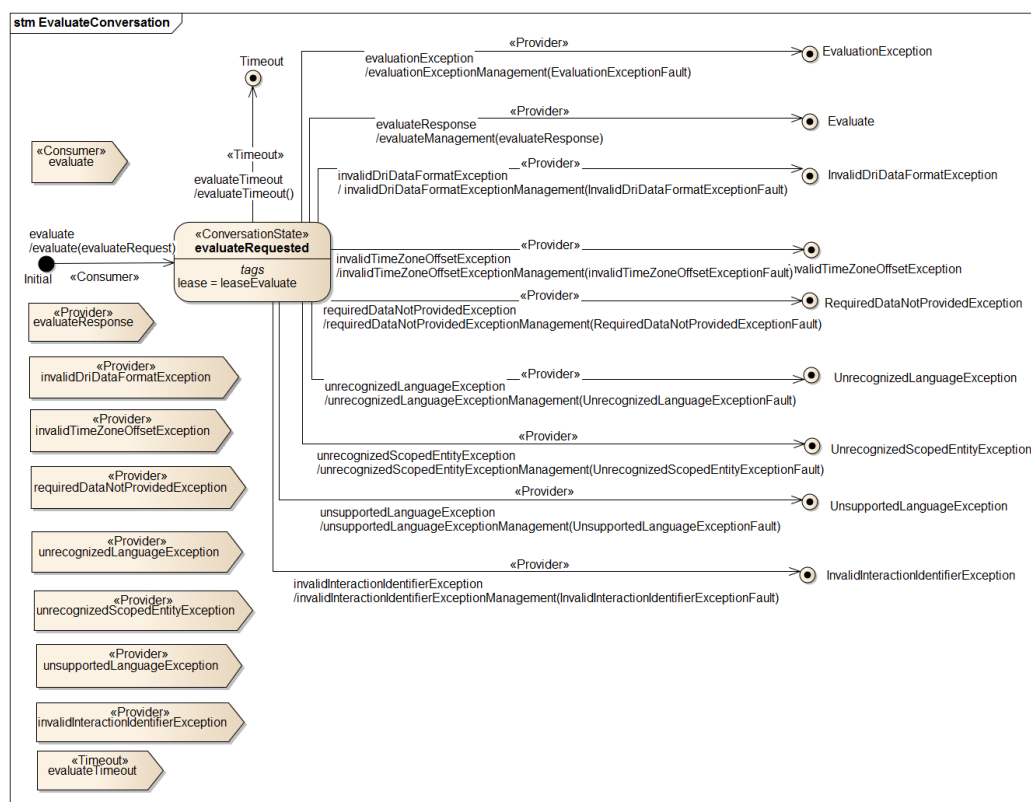 stm EvaluateConversation
«Provider»
evaluationException
/evaluationExceptionManagement(EvaluationExceptionFault)
EvaluationException
Timeout
«Provider»
evaluateResponse
/evaluateManagement(evaluateResponse)
Evaluate
«Consumer»
evaluate
«Timeout»
evaluateTimeout
/evaluateTimeout()
«Provider»
invalidDriDataFormatException
/ invalidDriDataFormatExceptionManagement(InvalidDriDataFormatExceptionFault)
InvalidDriDataFormatException
evaluate
/evaluate(evaluateRequest)
«Consumer»
Initial
«ConversationState»
evaluateRequested
tags
lease = leaseEvaluate
«Provider»
invalidTimeZoneOffsetException
/invalidTimeZoneOffsetExceptionManagement(invalidTimeZoneOffsetExceptionFault)
nvalidTimeZoneOffsetException
«Provider»
requiredDataNotProvidedException
/requiredDataNotProvidedExceptionManagement(RequiredDataNotProvidedExceptionFault)
RequiredDataNotProvidedException
«Provider»
unrecognizedLanguageException
/unrecognizedLanguageExceptionManagement(UnrecognizedLanguageExceptionFault)
UnrecognizedLanguageException
«Provider»
unrecognizedScopedEntityException
/unrecognizedScopedEntityExceptionManagement(UnrecognizedScopedEntityExceptionFault)
UnrecognizedScopedEntityException
«Provider»
unsupportedLanguageException
/unsupportedLanguageExceptionManagement(UnsupportedLanguageExceptionFault)
UnsupportedLanguageException
«Provider»
invalidInteractionIdentifierException
/invalidInteractionIdentifierExceptionManagement(InvalidInteractionIdentifierExceptionFault)
InvalidInteractionIdentifierException
«Provider»
evaluateResponse
«Provider»
invalidDriDataFormatException
«Provider»
invalidTimeZoneOffsetException
«Provider»
requiredDataNotProvidedException
«Provider»
unrecognizedLanguageException
«Provider»
unrecognizedScopedEntityException
«Provider»
unsupportedLanguageException
«Provider»
invalidInteractionIdentifierException
«Timeout»
evaluateTimeout